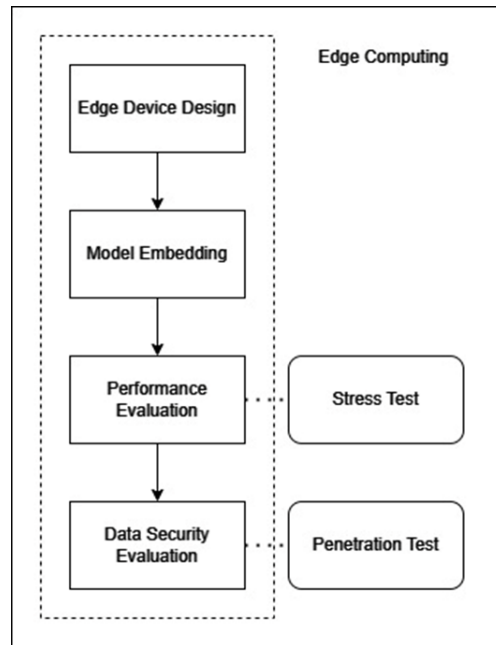 Edge Computing
Edge Device Design
Model Embedding
Performance
Evaluation
Stress Test
Data Security
Evaluation
Penetration Test